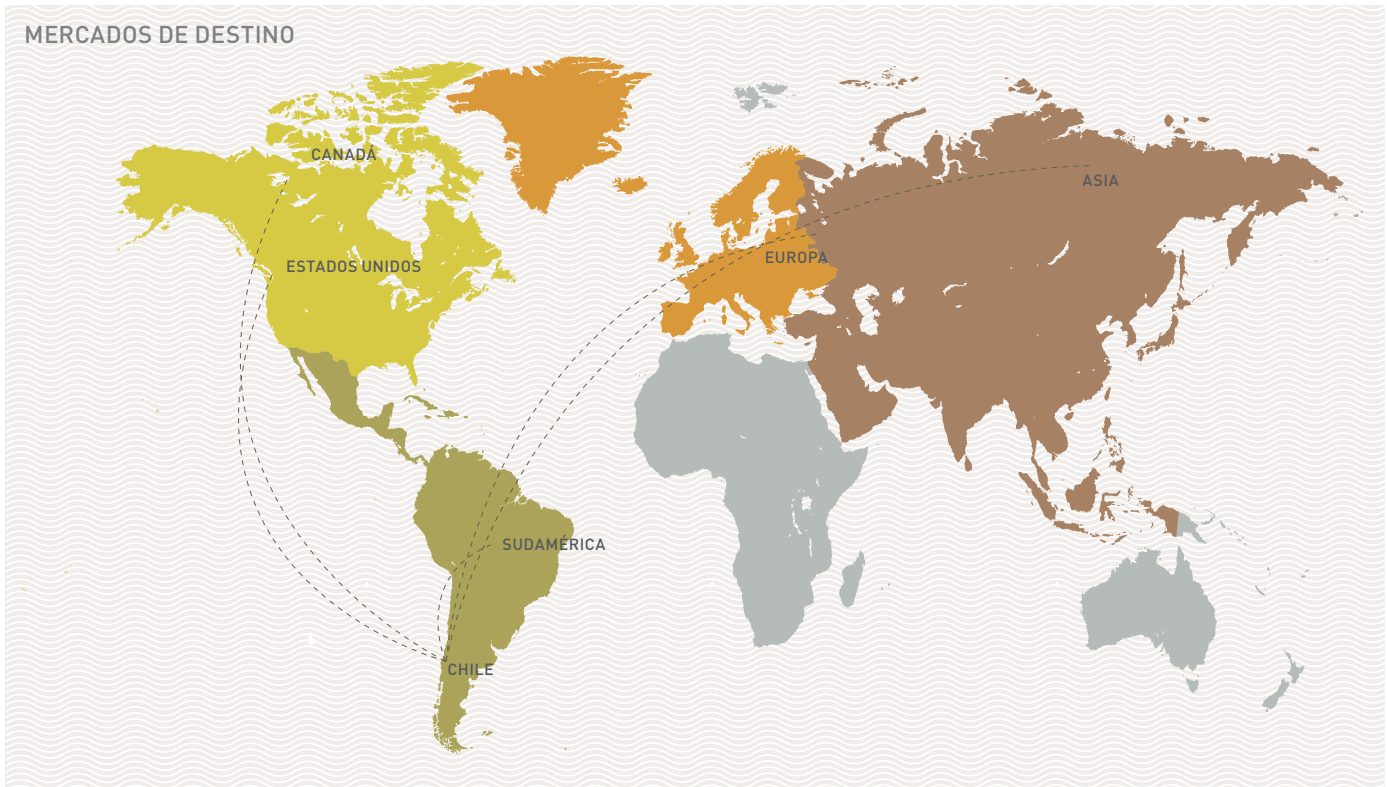 MERCADOS DE DESTINO
CANADÁ
ASIA
EUROPA
ESTADOS UNIDOS
SUDAMÉRICA
CHILE